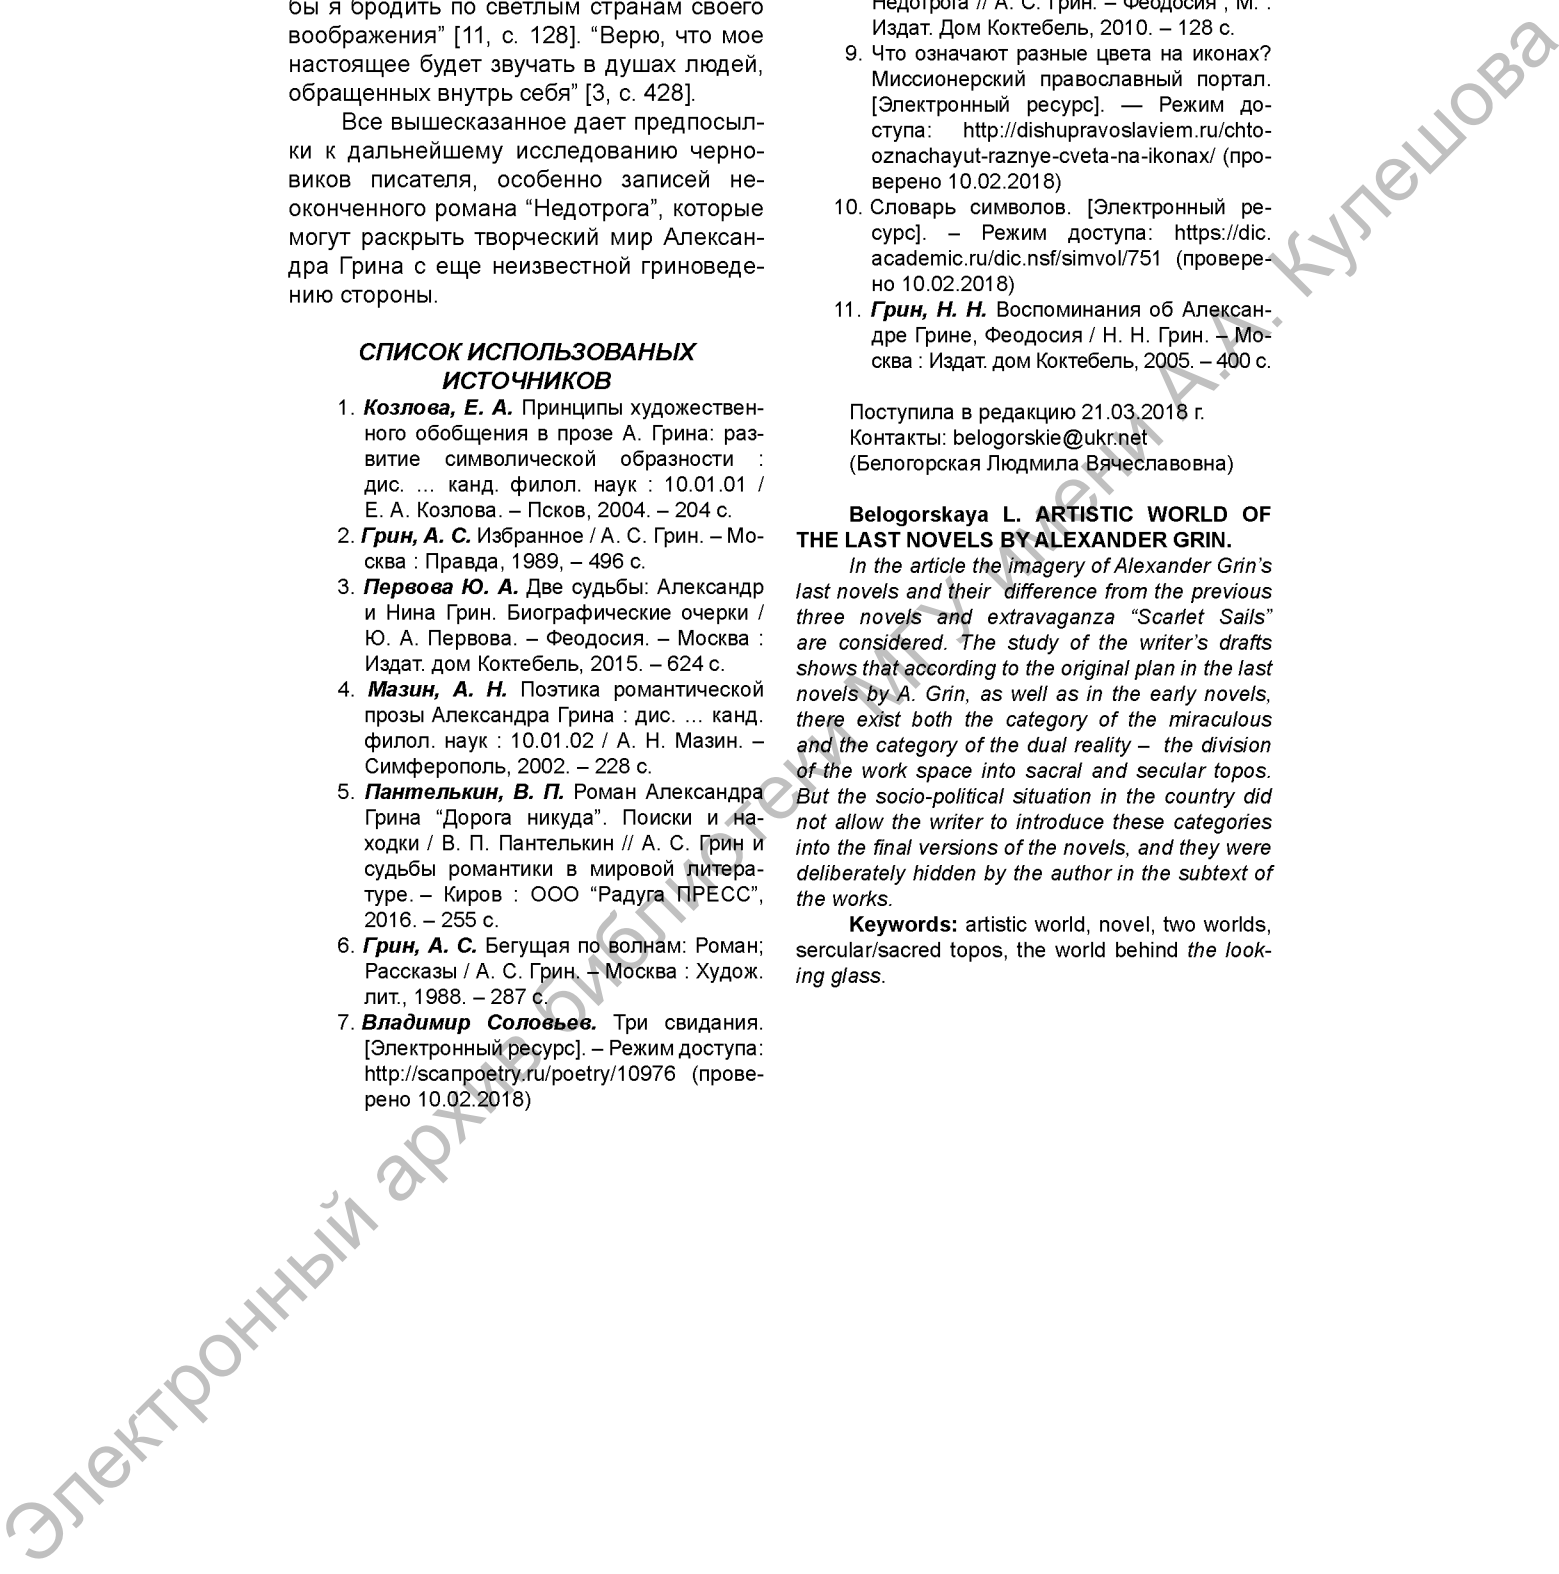 бы я бродить по светлым странам своего
воображения” [11, с. 128]. “Верю, что мое
настоящее будет звучать в душах людей,
обращенных внутрь себя” [3, с. 428].
Все вышесказанное дает предпосыл-
ки к дальнейшему исследованию черно-
виков писателя, особенно записей не-
оконченного романа “Недотрога”, которые
могут раскрыть творческий мир Алексан-
дра Грина с еще неизвестной гриноведе-
нию стороны.
СПИСОК ИСПОЛЬЗОВАНЫХ
ИСТОЧНИКОВ
1. Козлова, Е. А. Принципы художествен-
ного обобщения в прозе А. Грина: раз-
витие символической образности :
дис. ... канд. филол. наук : 10.01.01 /
Е. А. Козлова. – Псков, 2004. – 204 с.
2. Грин, А. С. Избранное / А. С. Грин. – Мо-
сква : Правда, 1989, – 496 с.
3. Первова Ю. А. Две судьбы: Александр
и Нина Грин. Биографические очерки /
Ю. А. Первова. – Феодосия. – Москва :
Издат. дом Коктебель, 2015. – 624 с.
4. Мазин, А. Н. Поэтика романтической
прозы Александра Грина : дис. ... канд.
филол. наук : 10.01.02 / А. Н. Мазин. –
Симферополь, 2002. – 228 с.
5. Пантелькин, В. П. Роман Александра
Грина “Дорога никуда”. Поиски и на-
ходки / В. П. Пантелькин // А. С. Грин и
судьбы романтики в мировой литера-
туре. – Киров : ООО “Радуга ПРЕСС”,
2016. – 255 с.
6. Грин, А. С. Бегущая по волнам: Роман;
Рассказы / А. С. Грин. – Москва : Худож.
лит., 1988. – 287 с.
7. Владимир Соловьев. Три свидания.
[Электронный ресурс]. – Режим доступа:
http://scanpoetry.ru/poetry/10976 (прове-
рено 10.02.2018)
Недотрога // А. С. Грин. – Феодосия ; М. :
Издат. Дом Коктебель, 2010. – 128 с.
9. Что означают разные цвета на иконах?
Миссионерский православный портал.
[Электронный ресурс]. — Режим до-
ступа: http://dishupravoslaviem.ru/chto-
oznachayut-raznye-cveta-na-ikonax/ (про-
верено 10.02.2018)
10. Словарь символов. [Электронный ре-
сурс]. – Режим доступа: https://dic.
academic.ru/dic.nsf/simvol/751 (провере-
но 10.02.2018)
11. Грин, Н. Н. Воспоминания об Алексан-
дре Грине, Феодосия / Н. Н. Грин. – Мо-
сква : Издат. дом Коктебель, 2005. – 400 с.
Поступила в редакцию 21.03.2018 г.
Контакты: belogorskie@ukr.net
(Белогорская Людмила Вячеславовна)
Belogorskaya L. ARTISTIC WORLD OF
THE LAST NOVELS BY ALEXANDER GRIN.
In the article the imagery of Alexander Grin’s
last novels and their difference from the previous
three novels and extravaganza “Scarlet Sails”
are considered. The study of the writer’s drafts
shows that according to the original plan in the last
novels by A. Grin, as well as in the early novels,
there exist both the category of the miraculous
and the category of the dual reality – the division
of the work space into sacral and secular topos.
But the socio-political situation in the country did
not allow the writer to introduce these categories
into the final versions of the novels, and they were
deliberately hidden by the author in the subtext of
the works.
Keywords: artistic world, novel, two worlds,
sercular/sacred topos, the world behind the look-
ing glass.
Электронный архив библиотеки МГУ имени А.А. Кулешова